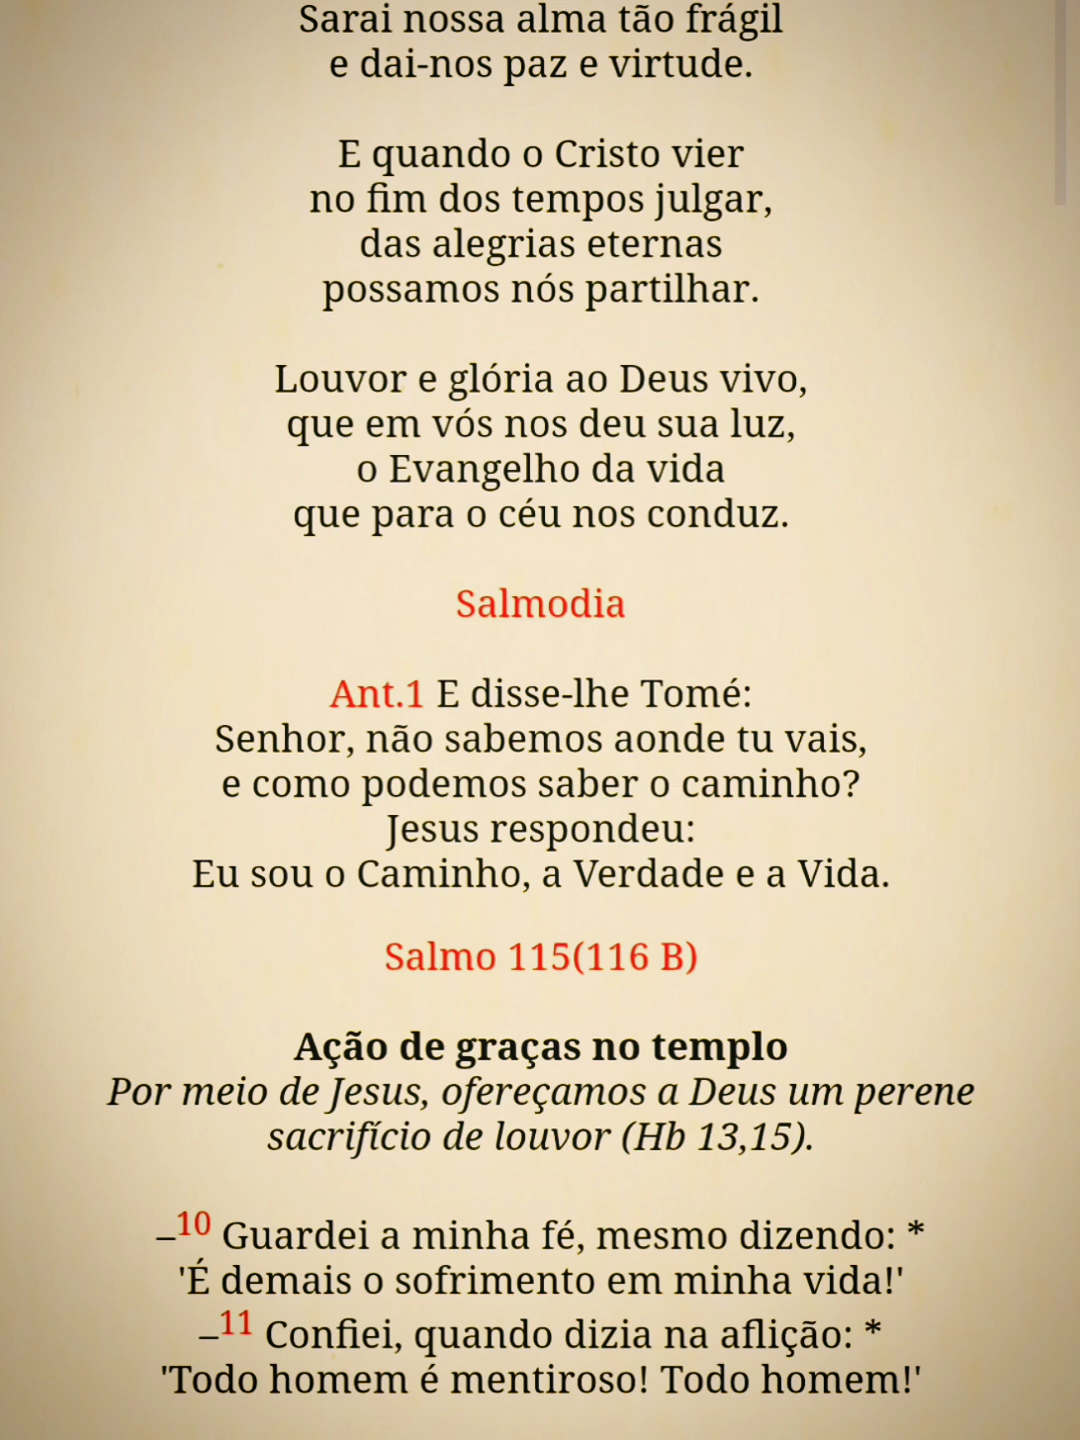 Sarai nossa alma tão frágil
e dai-nos paz e virtude.
E quando o Cristo vier
no fim dos tempos julgar,
das alegrias eternas
possamos nós partilhar.
Louvor e glória ao Deus vivo,
que em vós nos deu sua luz,
o Evangelho da vida
que para o céu nos conduz.
Salmodia
Ant.1 E disse-lhe Tomé:
Senhor, não sabemos aonde tu vais,
e como podemos saber o caminho?
Jesus respondeu:
Eu sou o Caminho, a Verdade e a Vida.
Salmo 115(116 B)
Ação de graças no templo
Por meio de Jesus, ofereçamos a Deus um perene
sacrifício de louvor (Hb 13,15).
–10 Guardei a minha fé, mesmo dizendo: *
'É demais o sofrimento em minha vida!'
–11 Confiei, quando dizia na aflição: *
'Todo homem é mentiroso! Todo homem!'